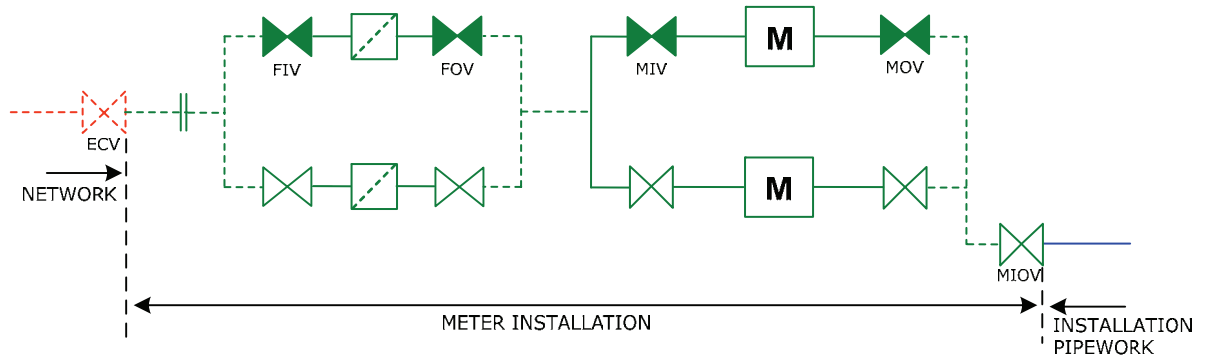 M
FIV
FOV
MIV
MOV
ECV
NETWORK
M
MIOV
METER INSTALLATION
INSTALLATION
PIPEWORK